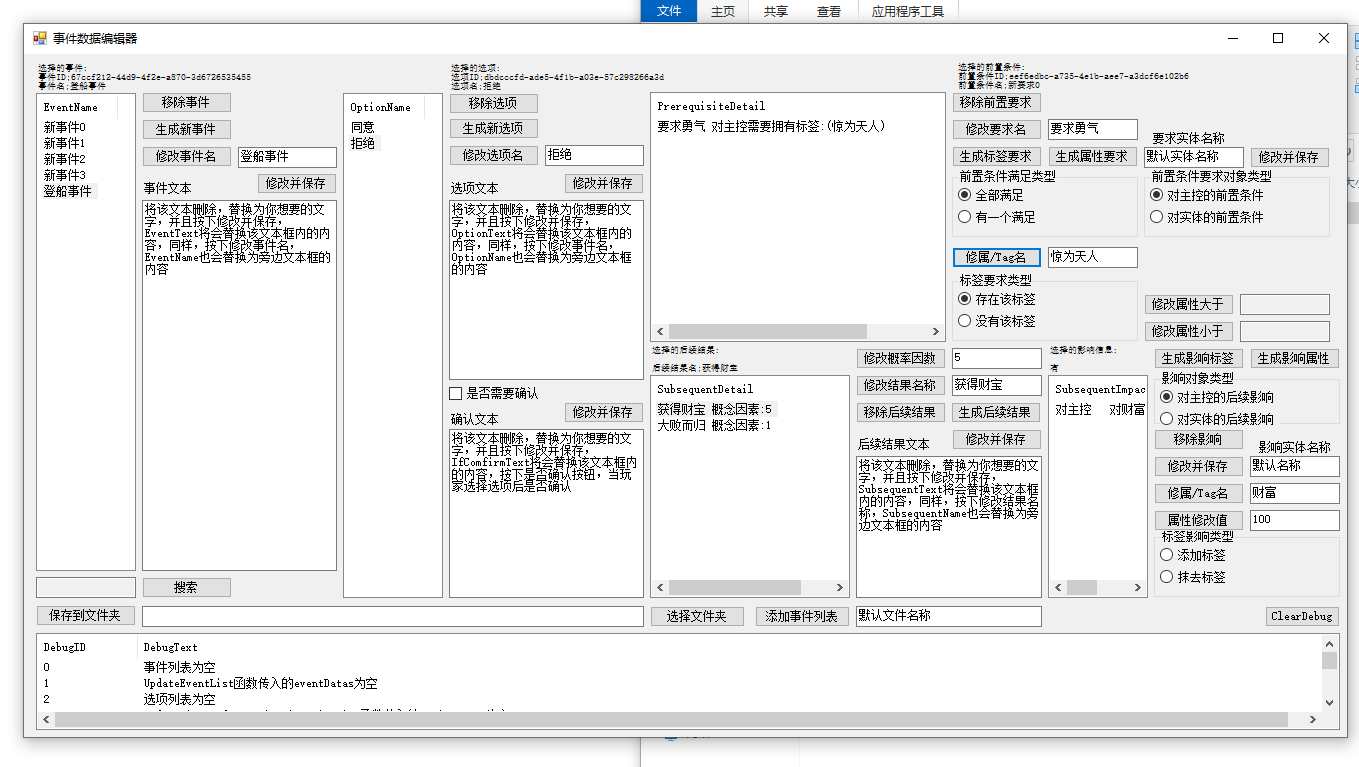 文件 主页 共享 查看 应用程序工具
事件数据编辑器
选择的事件:
事件ID;67ccf212-44d9-4f2e-a870-3d6726535455
事件名;登船事件
选择的选项:
选项ID;dbdcccfd-ade5-4f1b-a03e-57c298266a3d
选项名;拒绝
选择的前置条件:
前置条件ID;eef6edbc-a735-4e1b-aee7-a3dcf6e102b6
前置条件名;新要求0
EventName
新事件0
新事件1
新事件2
新事件3
登船事件
移除事件
生成新事件
修改事件名 登船事件
修改并保存
事件文本
将该文本删除，替换为你想要的文
字，并且按下修改并保存，
EventText将会替换该文本框内的内
容，同样，按下修改事件名，
EventName也会替换为旁边文本框的
内容
搜索
OptionName
同意
拒绝
移除选项
生成新选项
修改选项名 拒绝
修改并保存
选项文本
将该文本删除，替换为你想要的文
字，并且按下修改并保存，
OptionText将会替换该文本框内的
内容，同样，按下修改事件名，
OptionName也会替换为旁边文本框
的内容
是否需要确认
修改并保存
确认文本
将该文本删除，替换为你想要的文
字，并且按下修改并保存，
IfComfirmText将会替换该文本框内
的内容，按下是否确认按钮，当玩
家选择选项后是否确认
PrerequisiteDetail
要求勇气 对主控需要拥有标签:(惊为天人)
移除前置要求
修改要求名 要求勇气
要求实体名称
生成标签要求 生成属性要求 默认实体名称 修改并保存
前置条件满足类型
全部满足
有一个满足
前置条件要求对象类型
对主控的前置条件
对实体的前置条件
修属/Tag名 惊为天人
标签要求类型
存在该标签
没有该标签
修改属性大于
修改属性小于
选择的后续结果:
后续结果名;获得财宝
SubsequentDetail
获得财宝 概念因素:5
大败而归 概念因素:1
修改概率因数 5
修改结果名称 获得财宝
移除后续结果 生成后续结果
修改并保存
后续结果文本
将该文本删除，替换为你想要的文
字，并且按下修改并保存，
SubsequentText将会替换该文本框
内的内容，同样，按下修改结果名
称，SubsequentName也会替换为旁
边文本框的内容
选择的影响信息:
有
SubsequentImpac
对主控 对财富
生成影响标签 生成影响属性
影响对象类型
对主控的后续影响
对实体的后续影响
移除影响 影响实体名称
修改并保存 默认名称
修属/Tag名 财富
属性修改值 100
标签影响类型
添加标签
抹去标签
保存到文件夹 选择文件夹 添加事件列表 默认文件名称 ClearDebug
DebugID DebugText
0 事件列表为空
1 UpdateEventList函数传入的eventDatas为空
2 选项列表为空